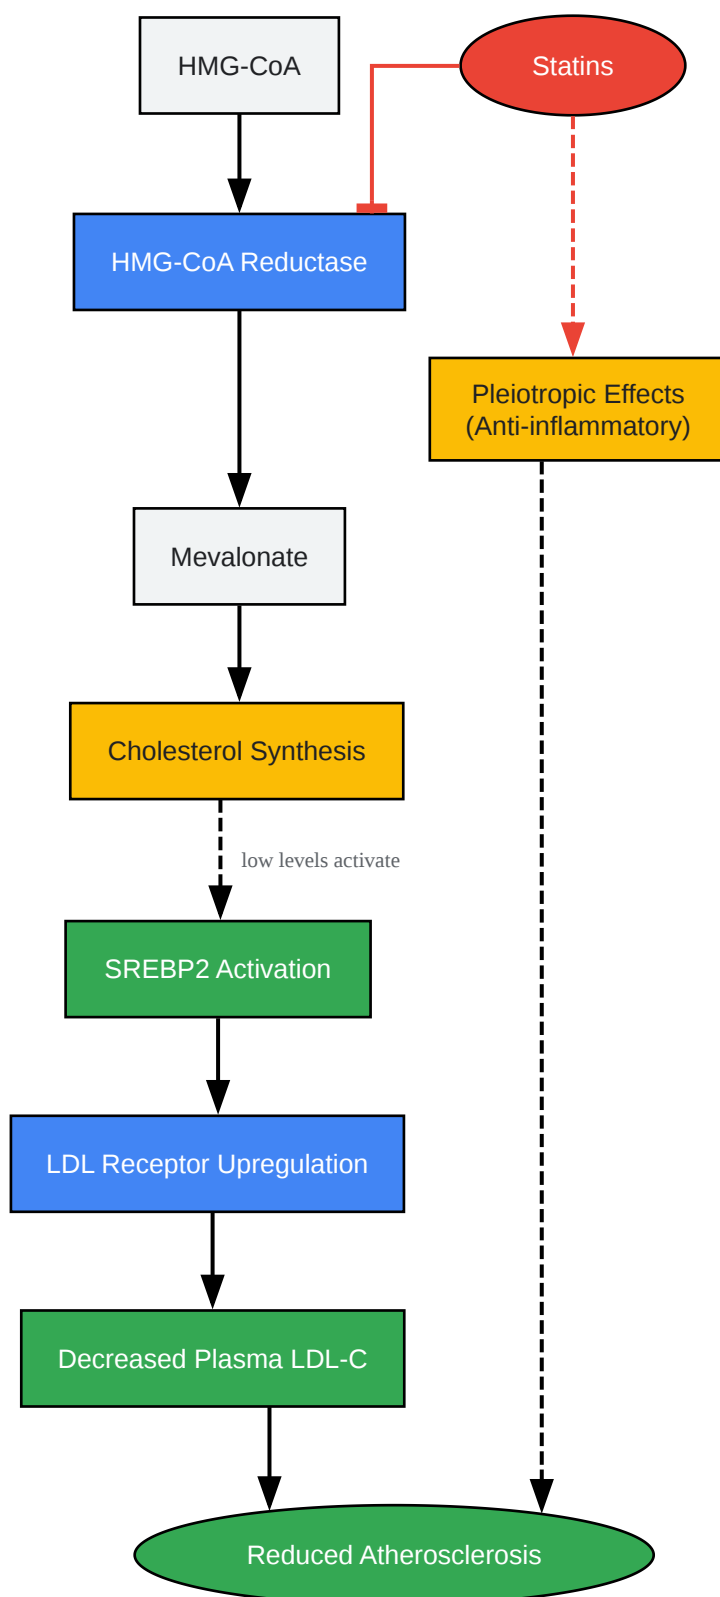 HMG-CoA
Statins
HMG-CoA Reductase
Pleiotropic Effects
(Anti-inflammatory)
Mevalonate
Cholesterol Synthesis
low levels activate
SREBP2 Activation
LDL Receptor Upregulation
Decreased Plasma LDL-C
Reduced Atherosclerosis